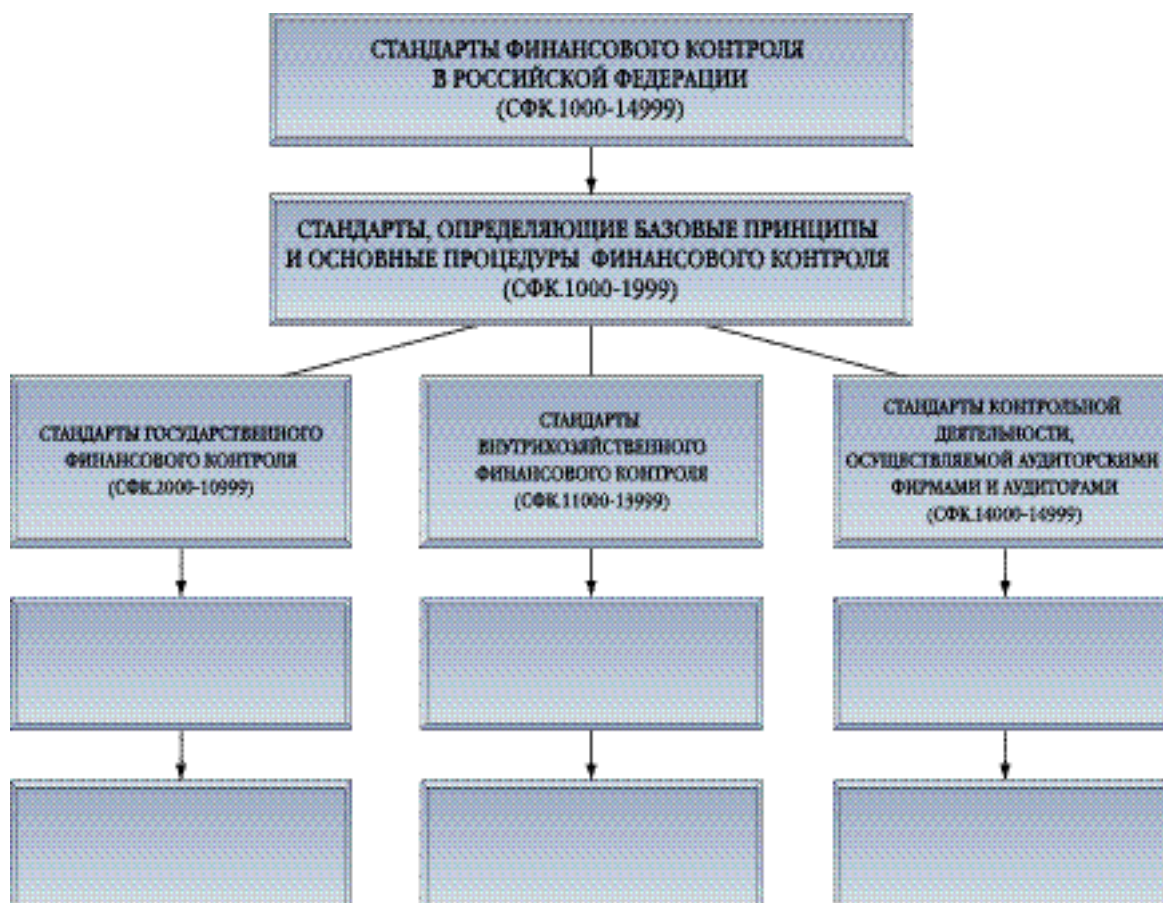 СТАНДАРТЫ ФИНАНСОВОГО КОНТРОЛЯ
В РОССИЙСКОЙ ФЕДЕРАЦИИ
(СФК.1000-14999)
СТАНДАРТЫ, ОПРЕДЕЛЯЮЩИЕ БАЗОВЫЕ ПРИНЦИПЫ
И ОСНОВНЫЕ ПРОЦЕДУРЫ ФИНАНСОВОГО КОНТРОЛЯ
(СФК.1000-1999)
СТАНДАРТЫ ГОСУДАРСТВЕННОГО
ФИНАНСОВОГО КОНТРОЛЯ
(СФК.2000-10999)
СТАНДАРТЫ
ВНУТРИХОЗЯЙСТВЕННОГО
ФИНАНСОВОГО КОНТРОЛЯ
(СФК.11000-13999)
СТАНДАРТЫ КОНТРОЛЬНОЙ
ДЕЯТЕЛЬНОСТИ,
ОСУЩЕСТВЛЯЕМОЙ АУДИТОРСКИМИ
ФИРМАМИ И АУДИТОРАМИ
(СФК.14000-14999)